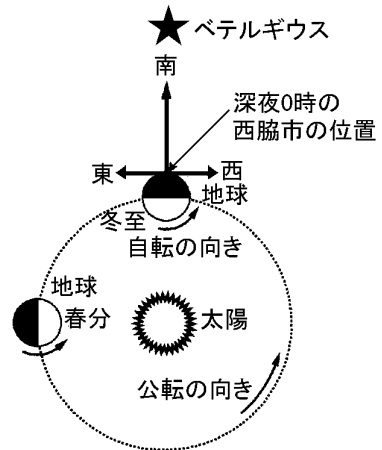 ベテルギウス
南
深夜0時の
西脇市の位置
東
西
地球
冬至
自転の向き
地球
春分
太陽
公転の向き